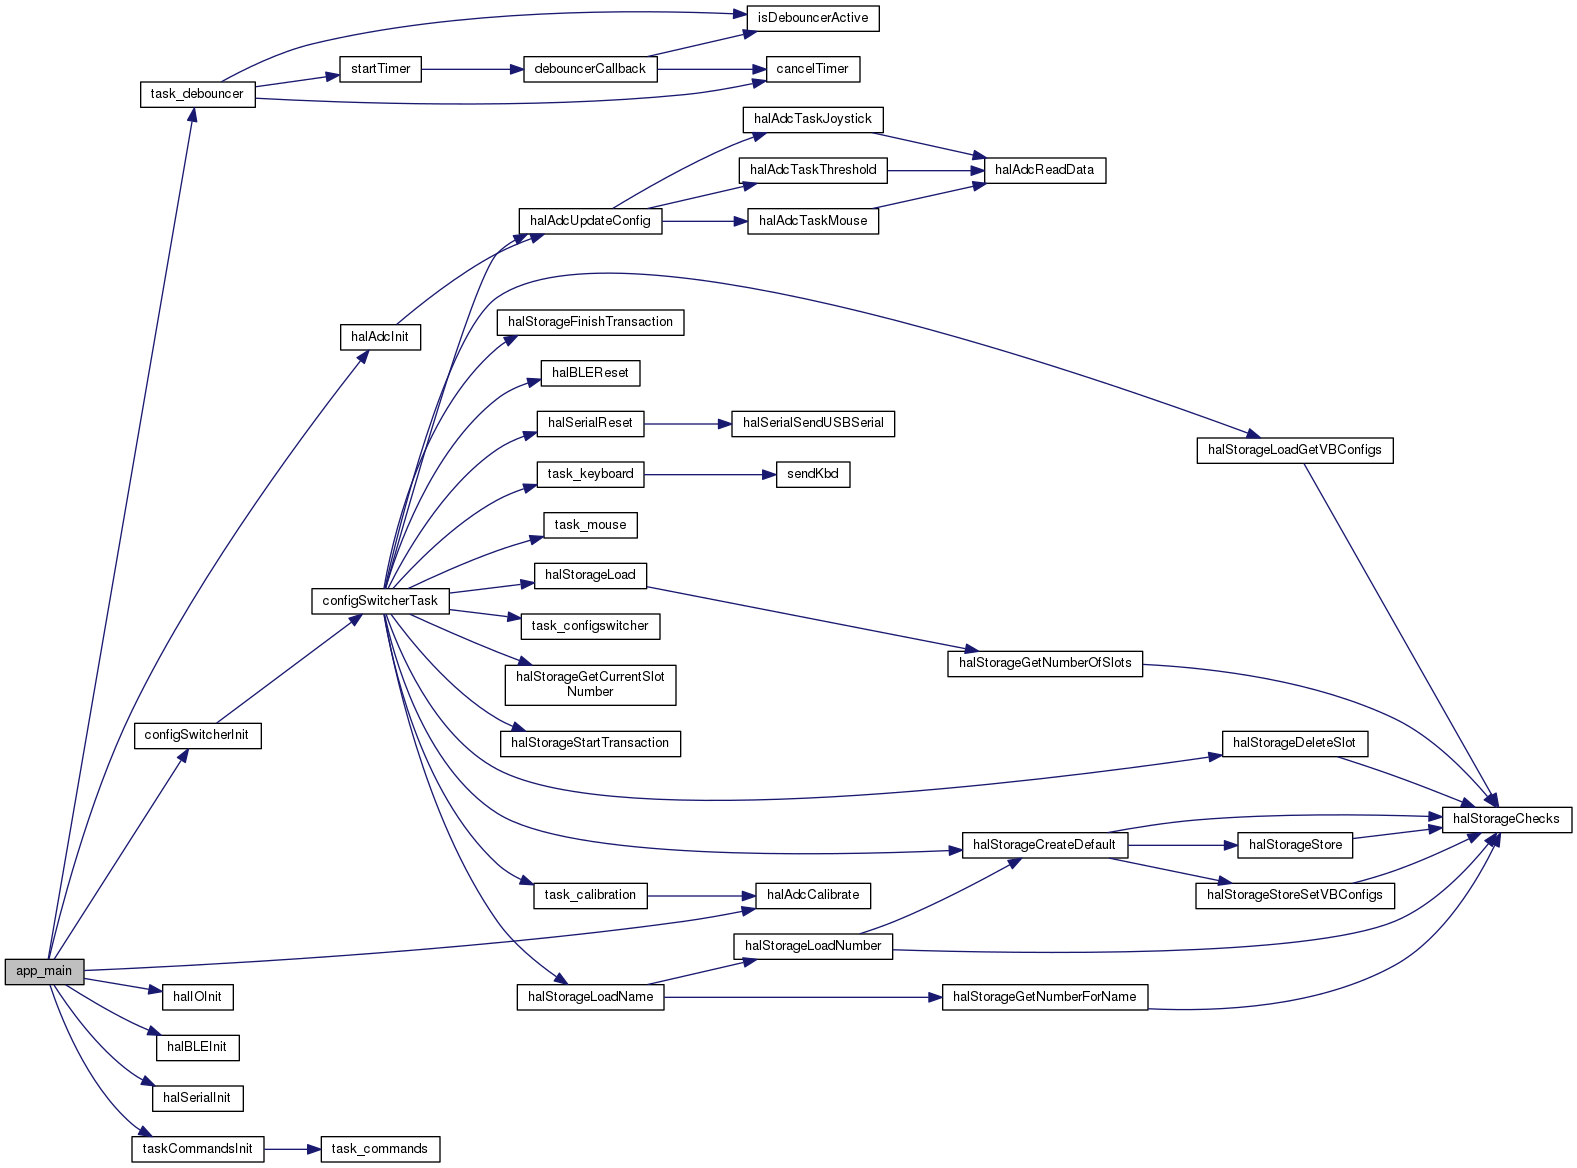 isDebouncerActive
startTimer
debouncerCallback
cancelTimer
task_debouncer
halAdcTaskJoystick
halAdcTaskThreshold
halAdcReadData
halAdcUpdateConfig
halAdcTaskMouse
halStorageFinishTransaction
halAdcInit
halBLEReset
halSerialReset
halSerialSendUSBSerial
halStorageLoadGetVBConfigs
task_keyboard
sendKbd
task_mouse
halStorageLoad
configSwitcherTask
task_configswitcher
halStorageGetNumberOfSlots
halStorageGetCurrentSlot
Number
configSwitcherInit
halStorageStartTransaction
halStorageDeleteSlot
halStorageChecks
halStorageCreateDefault
halStorageStore
task_calibration
halAdcCalibrate
halStorageStoreSetVBConfigs
halStorageLoadNumber
app_main
halIOInit
halStorageLoadName
halStorageGetNumberForName
halBLEInit
halSerialInit
taskCommandsInit
task_commands